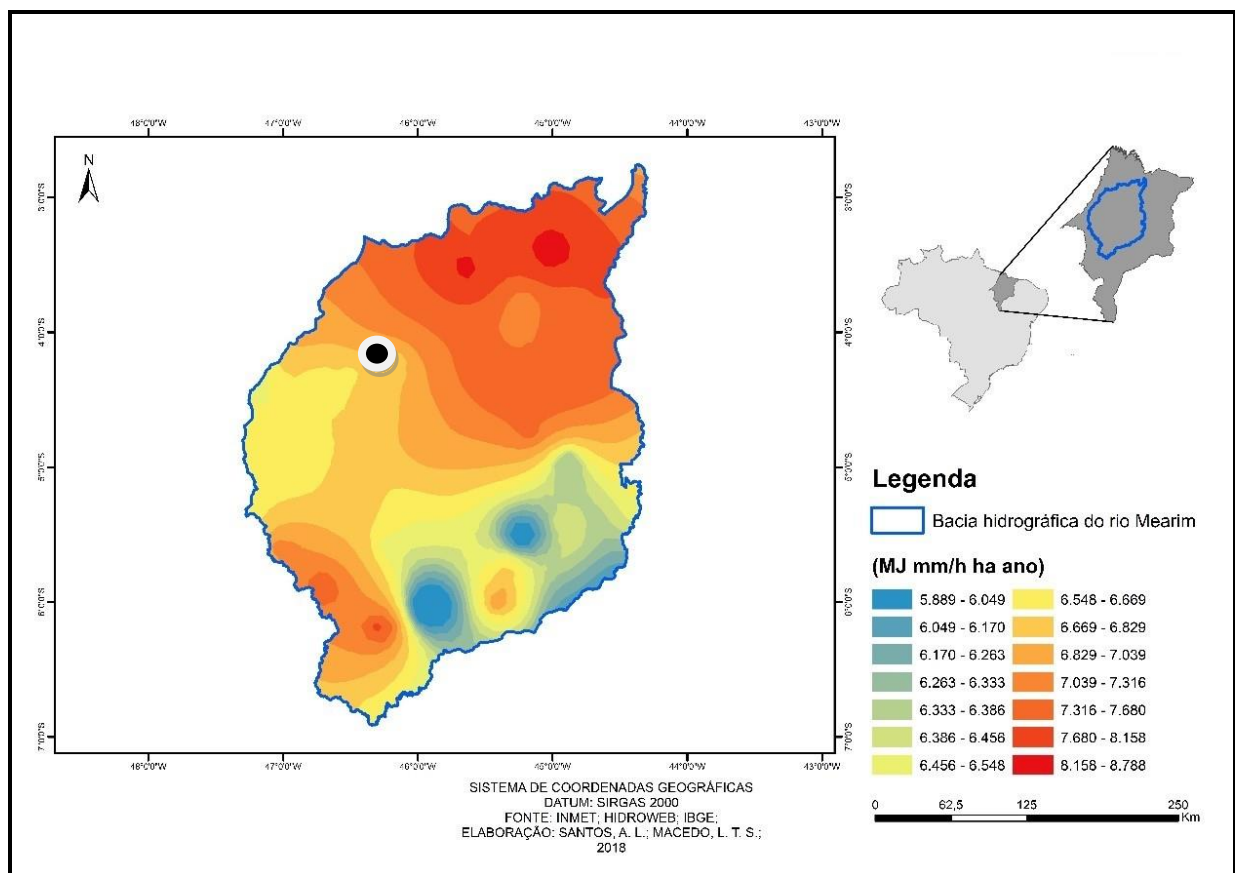 48°0'0"W 47°0'0"W 46°0'0"W 45°0'0"W 44°0'0"W 43°0'0"W
N
3°0'0"S 3°0'0"S
4°0'0"S 4°0'0"S
5°0'0"S 5°0'0"S
6°0'0"S 6°0'0"S
7°0'0"S 7°0'0"S
48°0'0"W 47°0'0"W 46°0'0"W 45°0'0"W 44°0'0"W 43°0'0"W
SISTEMA DE COORDENADAS GEOGRÁFICAS
DATUM: SIRGAS 2000
FONTE: INMET; HIDROWEB; IBGE;
ELABORAÇÃO: SANTOS, A. L.; MACEDO, L. T. S.;
2018
Legenda
Bacia hidrográfica do rio Mearim
(MJ mm/h ha ano)
5.889 - 6.049 6.548 - 6.669
6.049 - 6.170 6.669 - 6.829
6.170 - 6.263 6.829 - 7.039
6.263 - 6.333 7.039 - 7.316
6.333 - 6.386 7.316 - 7.680
6.386 - 6.456 7.680 - 8.158
6.456 - 6.548 8.158 - 8.788
0 62,5 125 250
Km